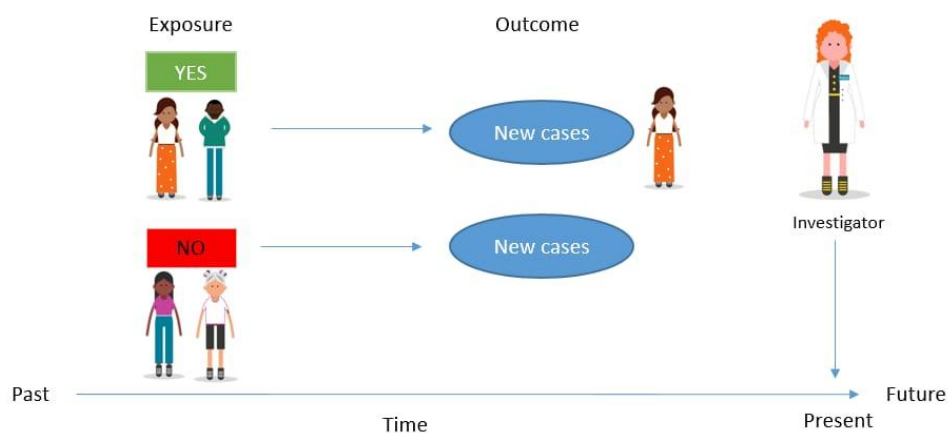 Exposure
Outcome
YES
New cases
Investigator
NO
New cases
Past
Future
Time
Present